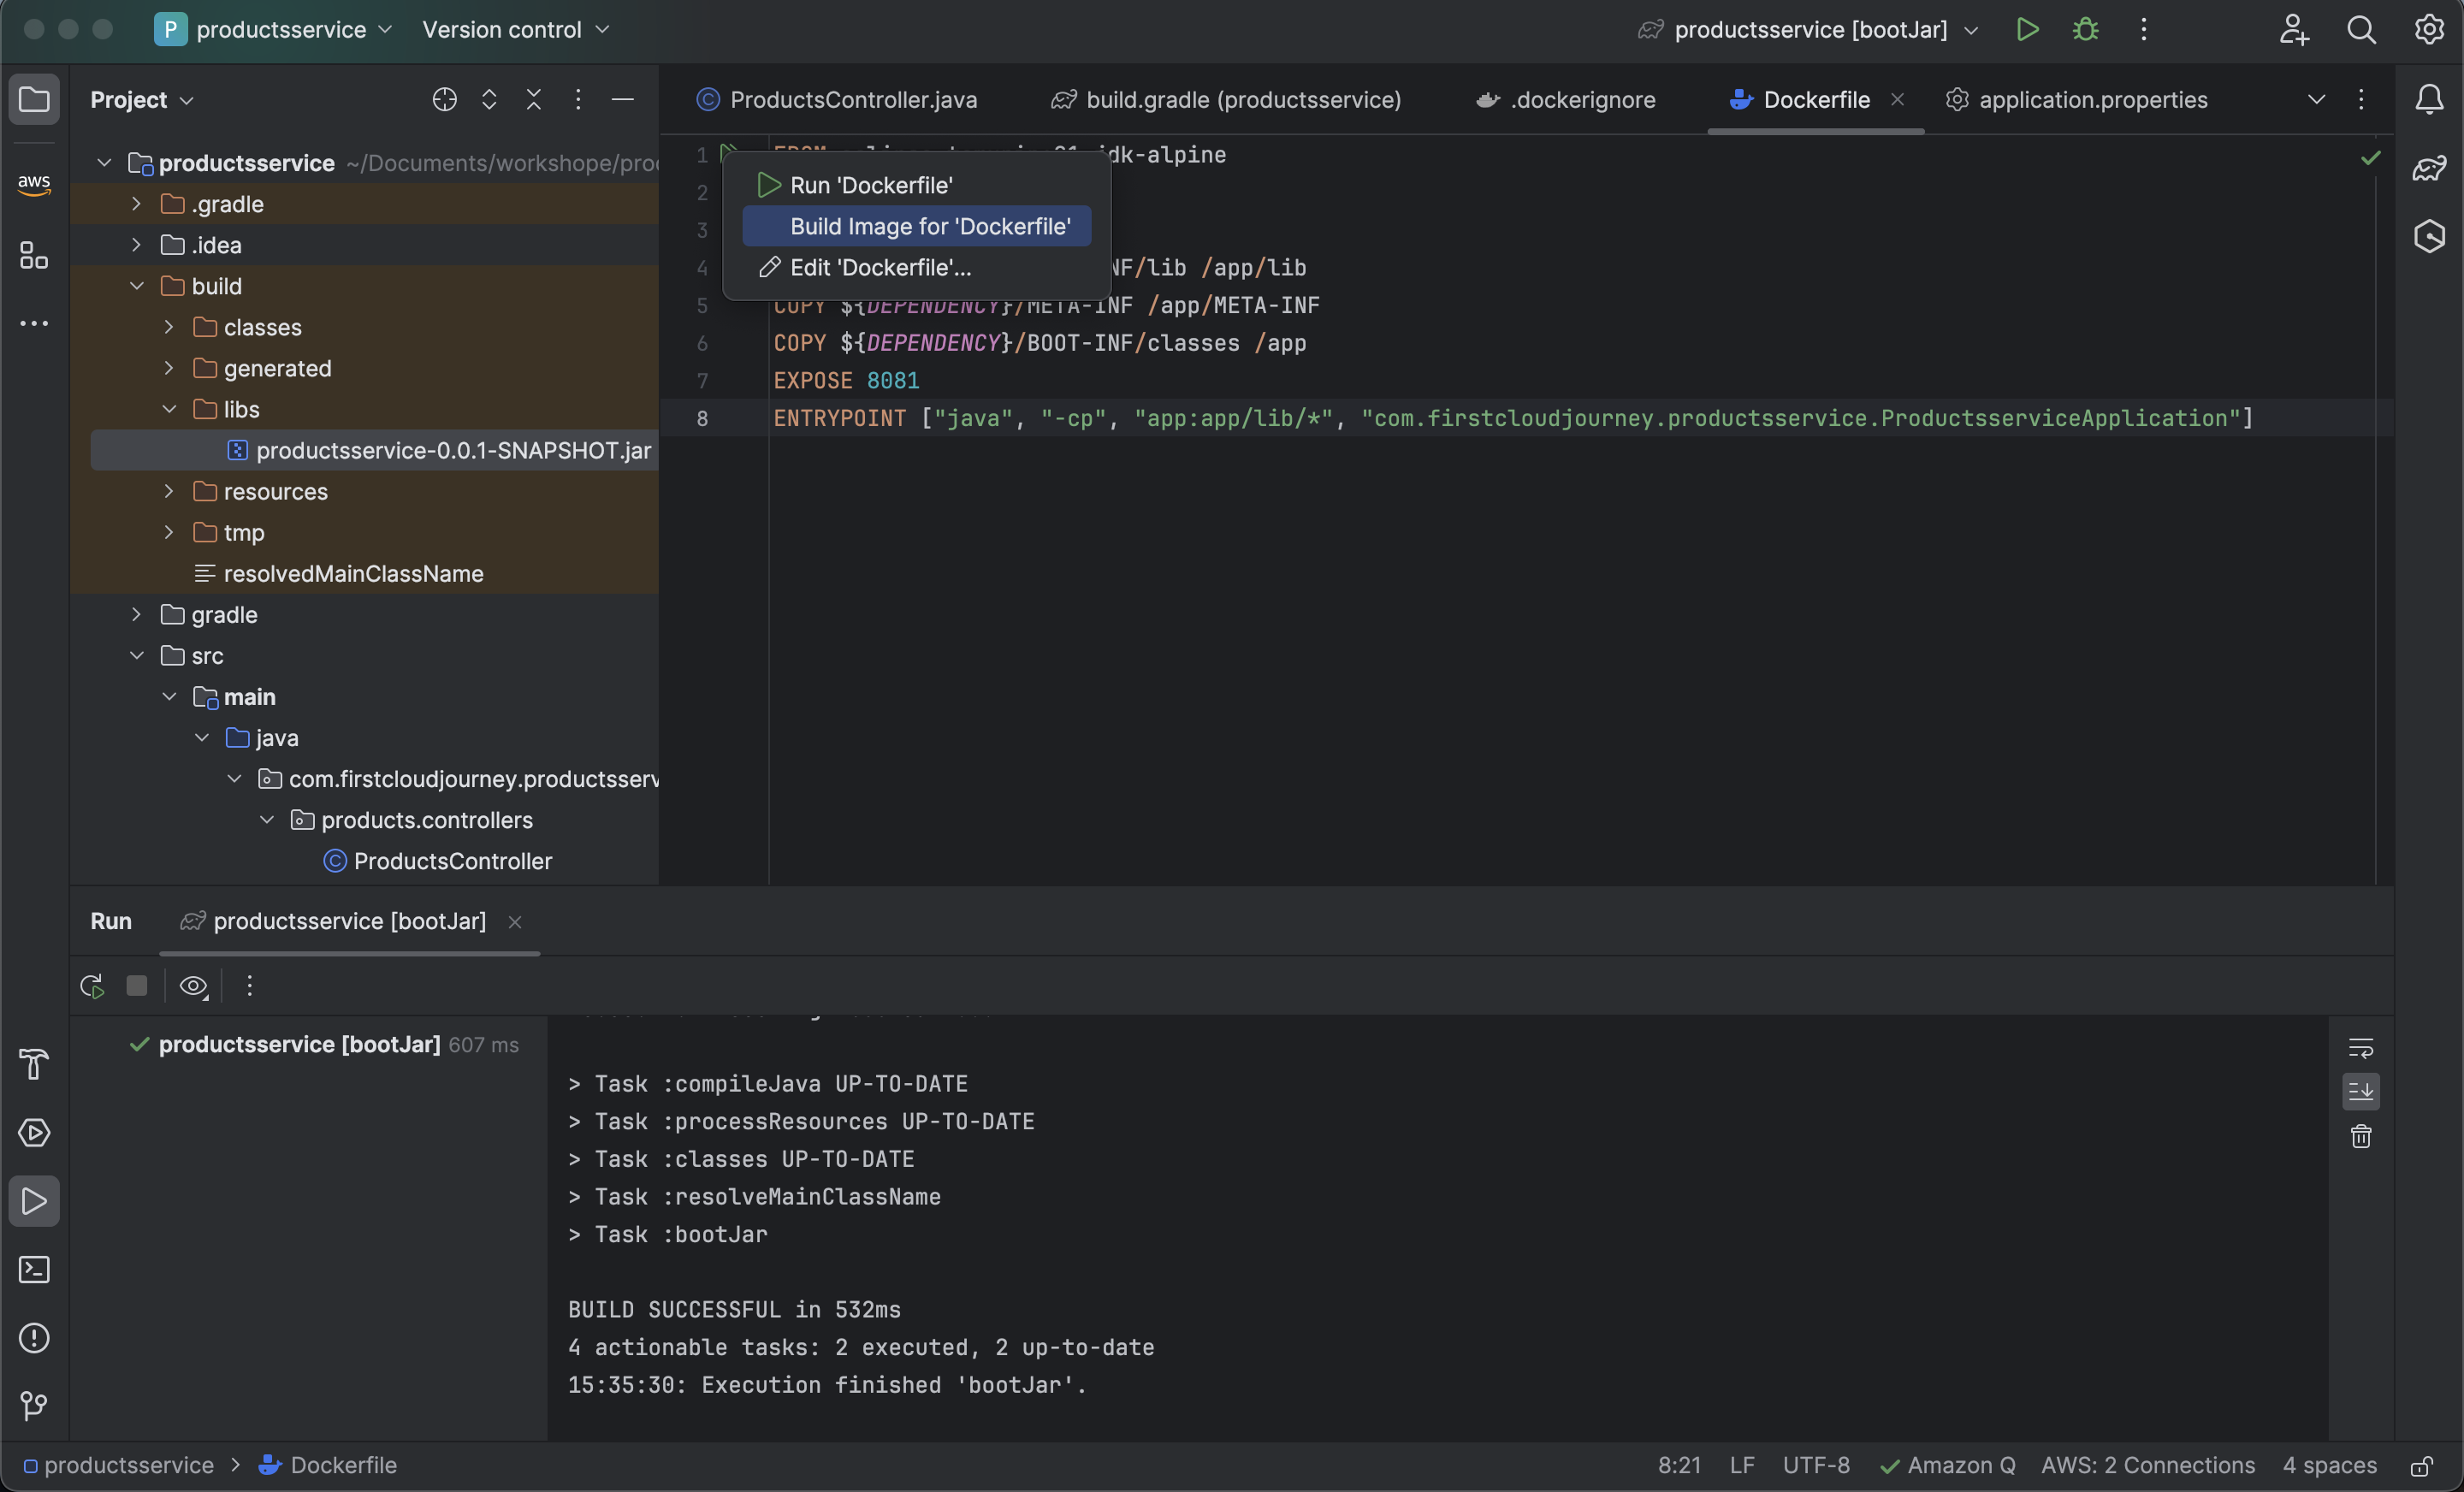 P productsservice Version control productsservice [bootJar]
Project ProductsController.java build.gradle (productsservice) .dockerignore Dockerfile application.properties
aws
productsservice ~/Documents/workshope/
.gradle
.idea
build
classes
generated
libs
productsservice-0.0.1-SNAPSHOT.jar
resources
tmp
resolvedMainClassName
gradle
src
main
java
com.firstcloudjourney.productsserv
products.controllers
C ProductsController
1 FROM dk-alpine
2
3
4 NF/lib /app/lib
5 COPY ${DEPENDENCY}/META-INF /app/META-INF
6 COPY ${DEPENDENCY}/BOOT-INF/classes /app
7 EXPOSE 8081
8 ENTRYPOINT ["java", "-cp", "app:app/lib/*", "com.firstcloudjourney.productsservice.ProductsserviceApplication"]
Run 'Dockerfile'
Build Image for 'Dockerfile'
Edit 'Dockerfile'...
Run productsservice [bootJar]
productsservice [bootJar] 607 ms
> Task :compileJava UP-TO-DATE
> Task :processResources UP-TO-DATE
> Task :classes UP-TO-DATE
> Task :resolveMainClassName
> Task :bootJar
BUILD SUCCESSFUL in 532ms
4 actionable tasks: 2 executed, 2 up-to-date
15:35:30: Execution finished 'bootJar'.
productsservice > Dockerfile 8:21 LF UTF-8 Amazon Q AWS: 2 Connections 4 spaces